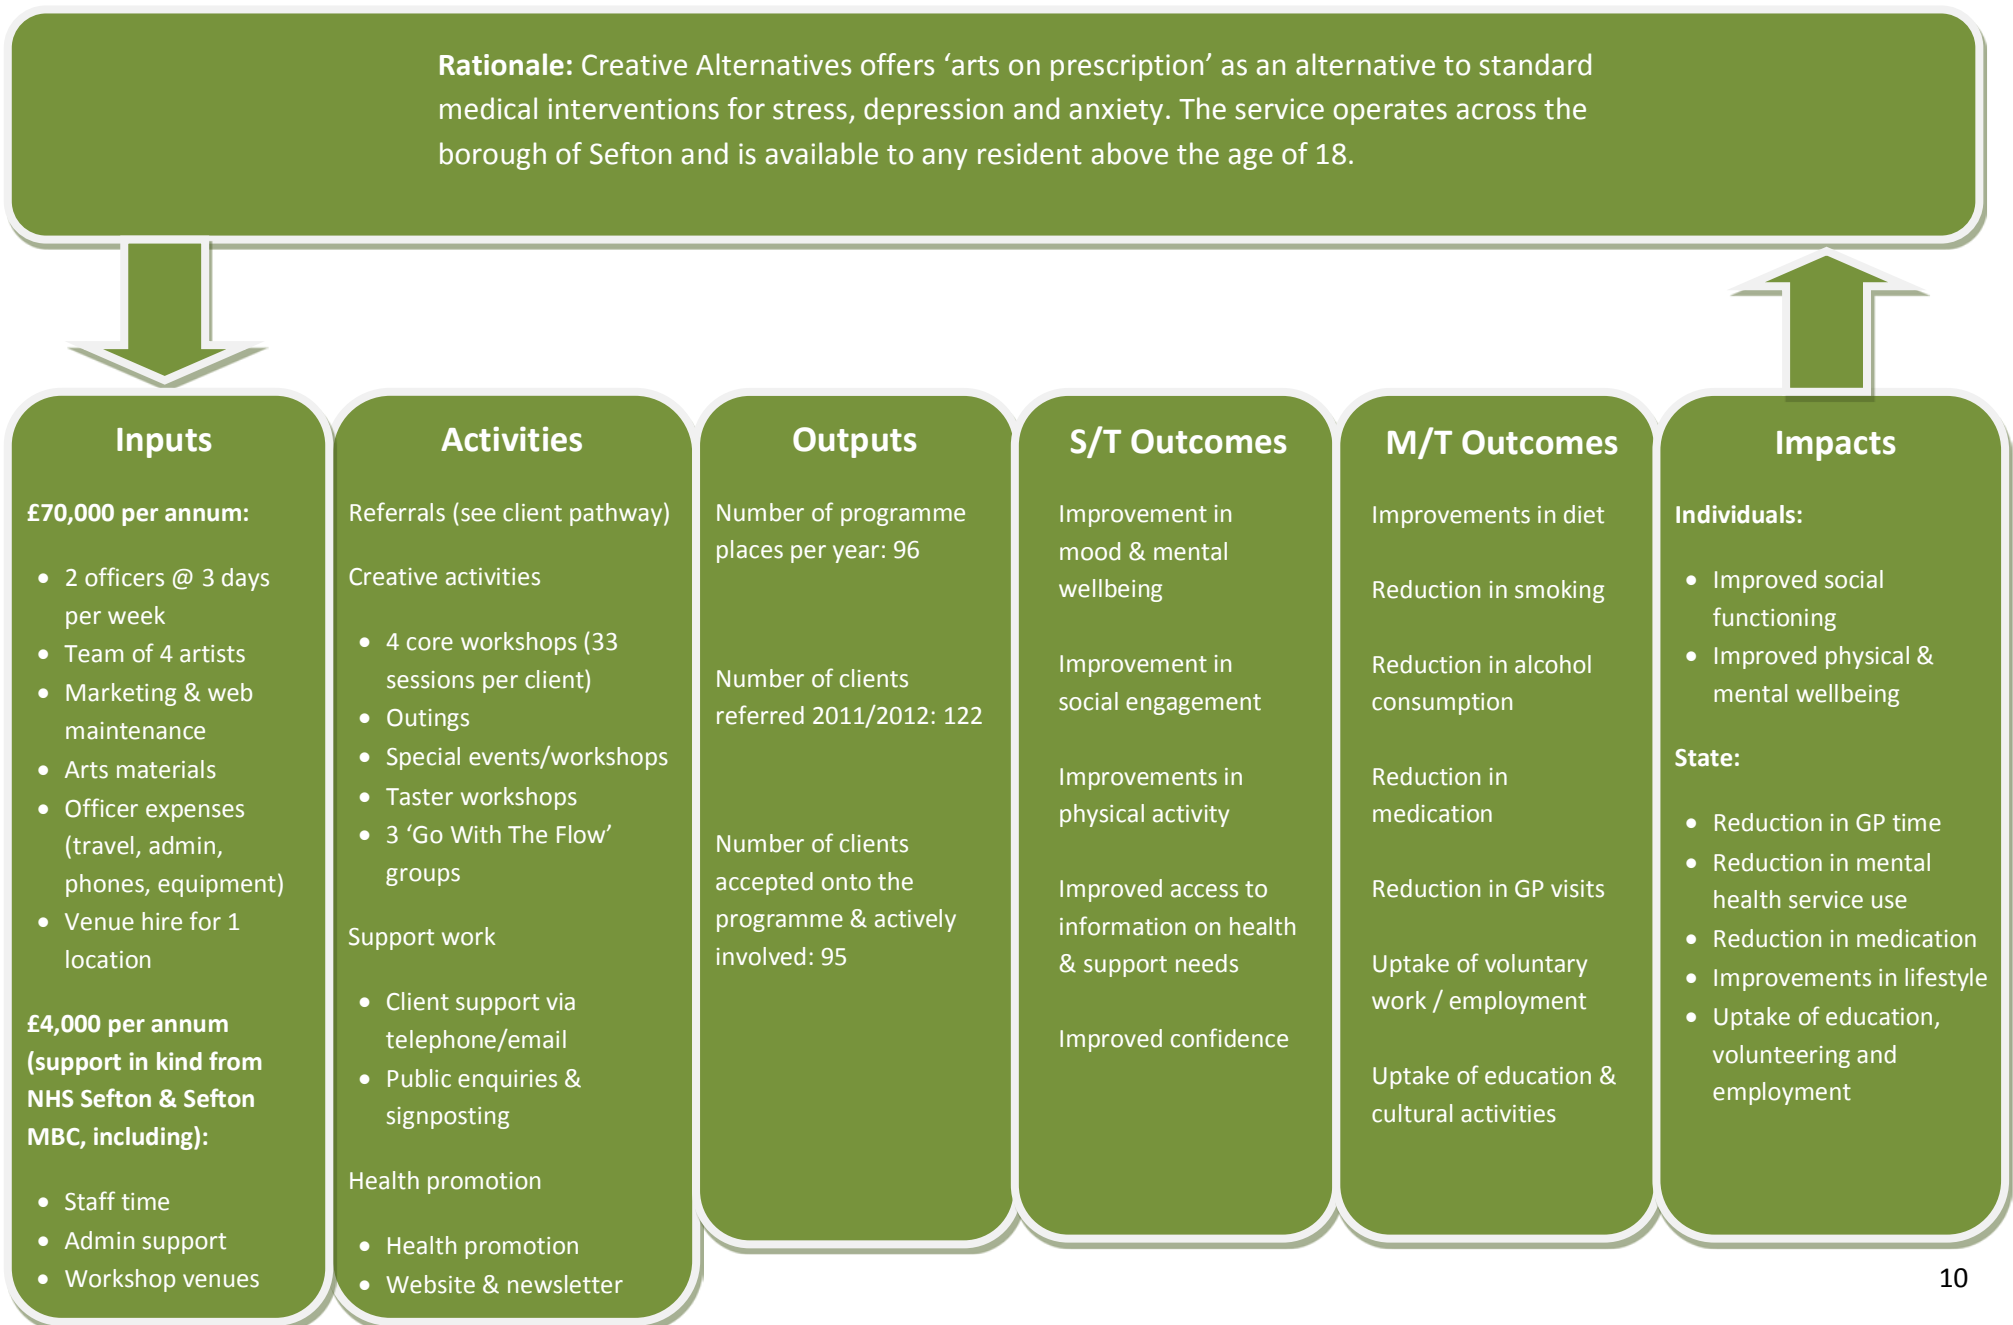 Rationale: Creative Alternatives offers ‘arts on prescription’ as an alternative to standard
medical interventions for stress, depression and anxiety. The service operates across the
borough of Sefton and is available to any resident above the age of 18.
Inputs
£70,000 per annum:
• 2 officers @ 3 days
per week
• Team of 4 artists
• Marketing & web
maintenance
• Arts materials
• Officer expenses
(travel, admin,
phones, equipment)
• Venue hire for 1
location
£4,000 per annum
(support in kind from
NHS Sefton & Sefton
MBC, including):
• Staff time
• Admin support
• Workshop venues
Activities
Referrals (see client pathway)
Creative activities
• 4 core workshops (33
sessions per client)
• Outings
• Special events/workshops
• Taster workshops
• 3 ‘Go With The Flow’
groups
Support work
• Client support via
telephone/email
• Public enquiries &
signposting
Health promotion
• Health promotion
• Website & newsletter
Outputs
Number of programme
places per year: 96
Number of clients
referred 2011/2012: 122
Number of clients
accepted onto the
programme & actively
involved: 95
S/T Outcomes
Improvement in
mood & mental
wellbeing
Improvement in
social engagement
Improvements in
physical activity
Improved access to
information on health
& support needs
Improved confidence
M/T Outcomes
Improvements in diet
Reduction in smoking
Reduction in alcohol
consumption
Reduction in
medication
Reduction in GP visits
Uptake of voluntary
work / employment
Uptake of education &
cultural activities
Impacts
Individuals:
• Improved social
functioning
• Improved physical &
mental wellbeing
State:
• Reduction in GP time
• Reduction in mental
health service use
• Reduction in medication
• Improvements in lifestyle
• Uptake of education,
volunteering and
employment
10